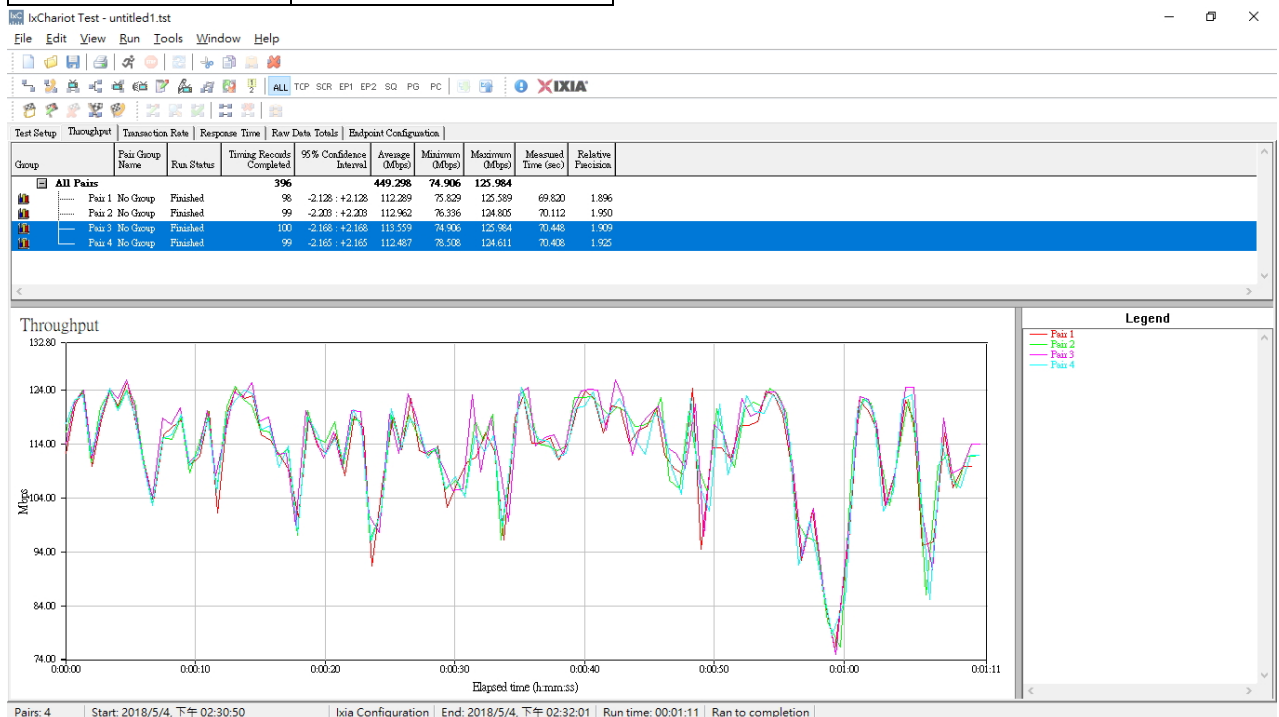 IxChariot Test - untitled1.tst
File Edit View Run Tools Window Help
ALL TCP SCR EP1 EP2 SQ PG PC XIXIA
Test Setup Throughput Transaction Rate Response Time Raw Data Totals Endpoint Configuration
Group Pair Group Name Run Status Timing Records Completed 95% Confidence Interval Average (Mbps) Minimum (Mbps) Maximum (Mbps) Measured Time (sec) Relative Precision
All Pairs 396 449.298 74.906 125.984
Pair 1 No Group Finished 98 -2.128 : +2.128 112.289 75.829 125.589 69.820 1.896
Pair 2 No Group Finished 99 -2.203 : +2.203 112.962 76.336 124.805 70.112 1.950
Pair 3 No Group Finished 100 -2.168 : +2.168 113.559 74.906 125.984 70.448 1.909
Pair 4 No Group Finished 99 -2.165 : +2.165 112.487 78.508 124.611 70.408 1.925
Throughput
132.80
124.00
114.00
104.00
94.00
84.00
74.00
Mbps
0:00:00 0:00:10 0:00:20 0:00:30 0:00:40 0:00:50 0:01:00 0:01:11
Elapsed time (h:mm:ss)
Legend
Pair 1
Pair 2
Pair 3
Pair 4
Pairs: 4 Start: 2018/5/4, 下午 02:30:50 Ixia Configuration End: 2018/5/4, 下午 02:32:01 Run time: 00:01:11 Ran to completion